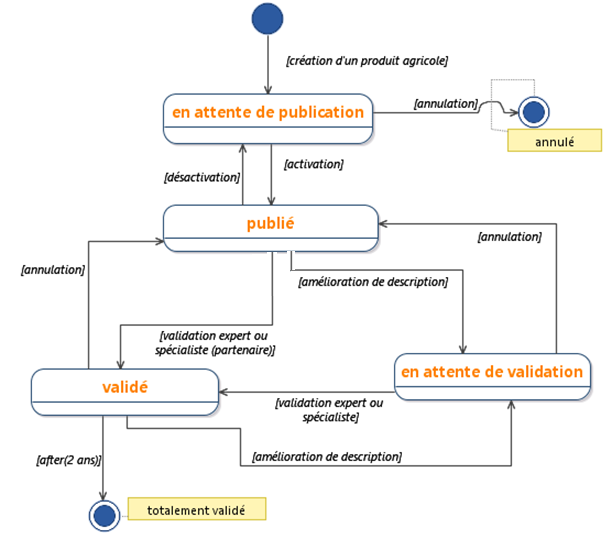 [création d'un produit agricole]
en attente de publication
[annulation]
annulé
[désactivation]
[activation]
publié
[annulation]
[annulation]
[amélioration de description]
[validation expert ou
spécialiste (partenaire)]
validé
en attente de validation
[validation expert ou
spécialiste]
[after(2 ans)]
[amélioration de description]
totalement validé